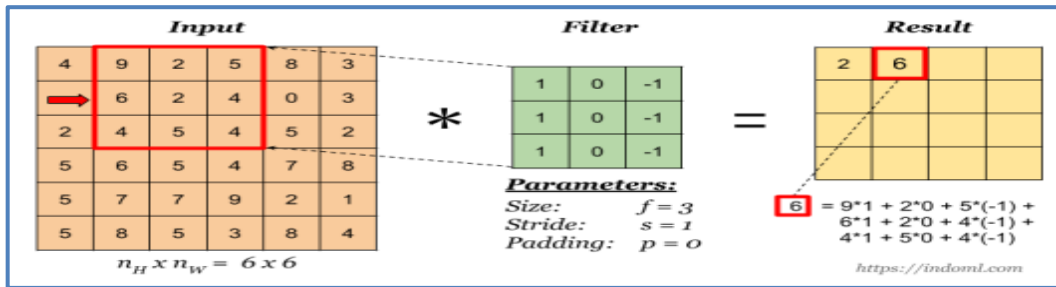 Input Filter Result
4 9 2 5 8 3
6 2 4 0 3
2 4 5 4 5 2
5 6 5 4 7 8
5 7 7 9 2 1
5 8 5 3 8 4
n_H x n_W = 6 x 6
*
1 0 -1
1 0 -1
1 0 -1
Parameters:
Size: f = 3
Stride: s = 1
Padding: p = 0
=
2 6
6 = 9*1 + 2*0 + 5*(-1) +
6*1 + 2*0 + 4*(-1) +
4*1 + 5*0 + 4*(-1)
https://indoml.com